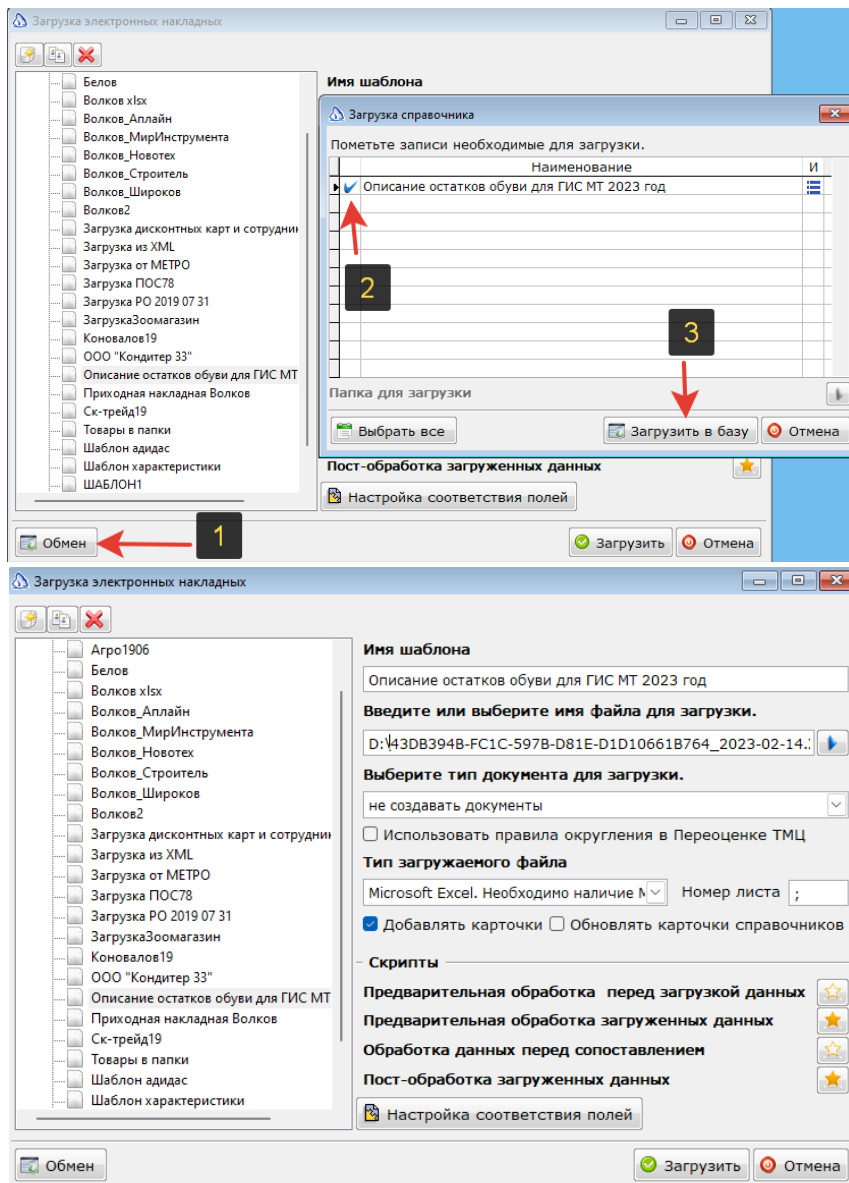 Загрузка электронных накладных
Белов
Волков xlsx
Волков_Аплайн
Волков_МирИнструмента
Волков_Новотех
Волков_Строитель
Волков_Широков
Волков2
Загрузка дисконтных карт и сотрудник
Загрузка из XML
Загрузка от МЕТРО
Загрузка ПОС78
Загрузка РО 2019 07 31
ЗагрузкаЗоомагазин
Коновалов19
ООО "Кондитер 33"
Описание остатков обуви для ГИС МТ
Приходная накладная Волков
Ск-трейд19
Товары в папки
Шаблон адидас
Шаблон характеристики
ШАБЛОН1
Имя шаблона
Загрузка справочника
Пометьте записи необходимые для загрузки.
Наименование И
Описание остатков обуви для ГИС МТ 2023 год
2
3
Папка для загрузки
Выбрать все
Загрузить в базу
Отмена
Пост-обработка загруженных данных
Настройка соответствия полей
Обмен
1
Загрузить
Отмена
Загрузка электронных накладных
Агро1906
Белов
Волков xlsx
Волков_Аплайн
Волков_МирИнструмента
Волков_Новотех
Волков_Строитель
Волков_Широков
Волков2
Загрузка дисконтных карт и сотрудник
Загрузка из XML
Загрузка от МЕТРО
Загрузка ПОС78
Загрузка РО 2019 07 31
ЗагрузкаЗоомагазин
Коновалов19
ООО "Кондитер 33"
Описание остатков обуви для ГИС МТ
Приходная накладная Волков
Ск-трейд19
Товары в папки
Шаблон адидас
Шаблон характеристики
Имя шаблона
Описание остатков обуви для ГИС МТ 2023 год
Введите или выберите имя файла для загрузки.
D:\43DB394B-FC1C-597B-D81E-D1D10661B764_2023-02-14.
Выберите тип документа для загрузки.
не создавать документы
Использовать правила округления в Переоценке ТМЦ
Тип загружаемого файла
Microsoft Excel. Необходимо наличие M
Номер листа ;
Добавлять карточки Обновлять карточки справочников
Скрипты
Предварительная обработка перед загрузкой данных
Предварительная обработка загруженных данных
Обработка данных перед сопоставлением
Пост-обработка загруженных данных
Настройка соответствия полей
Обмен
Загрузить
Отмена